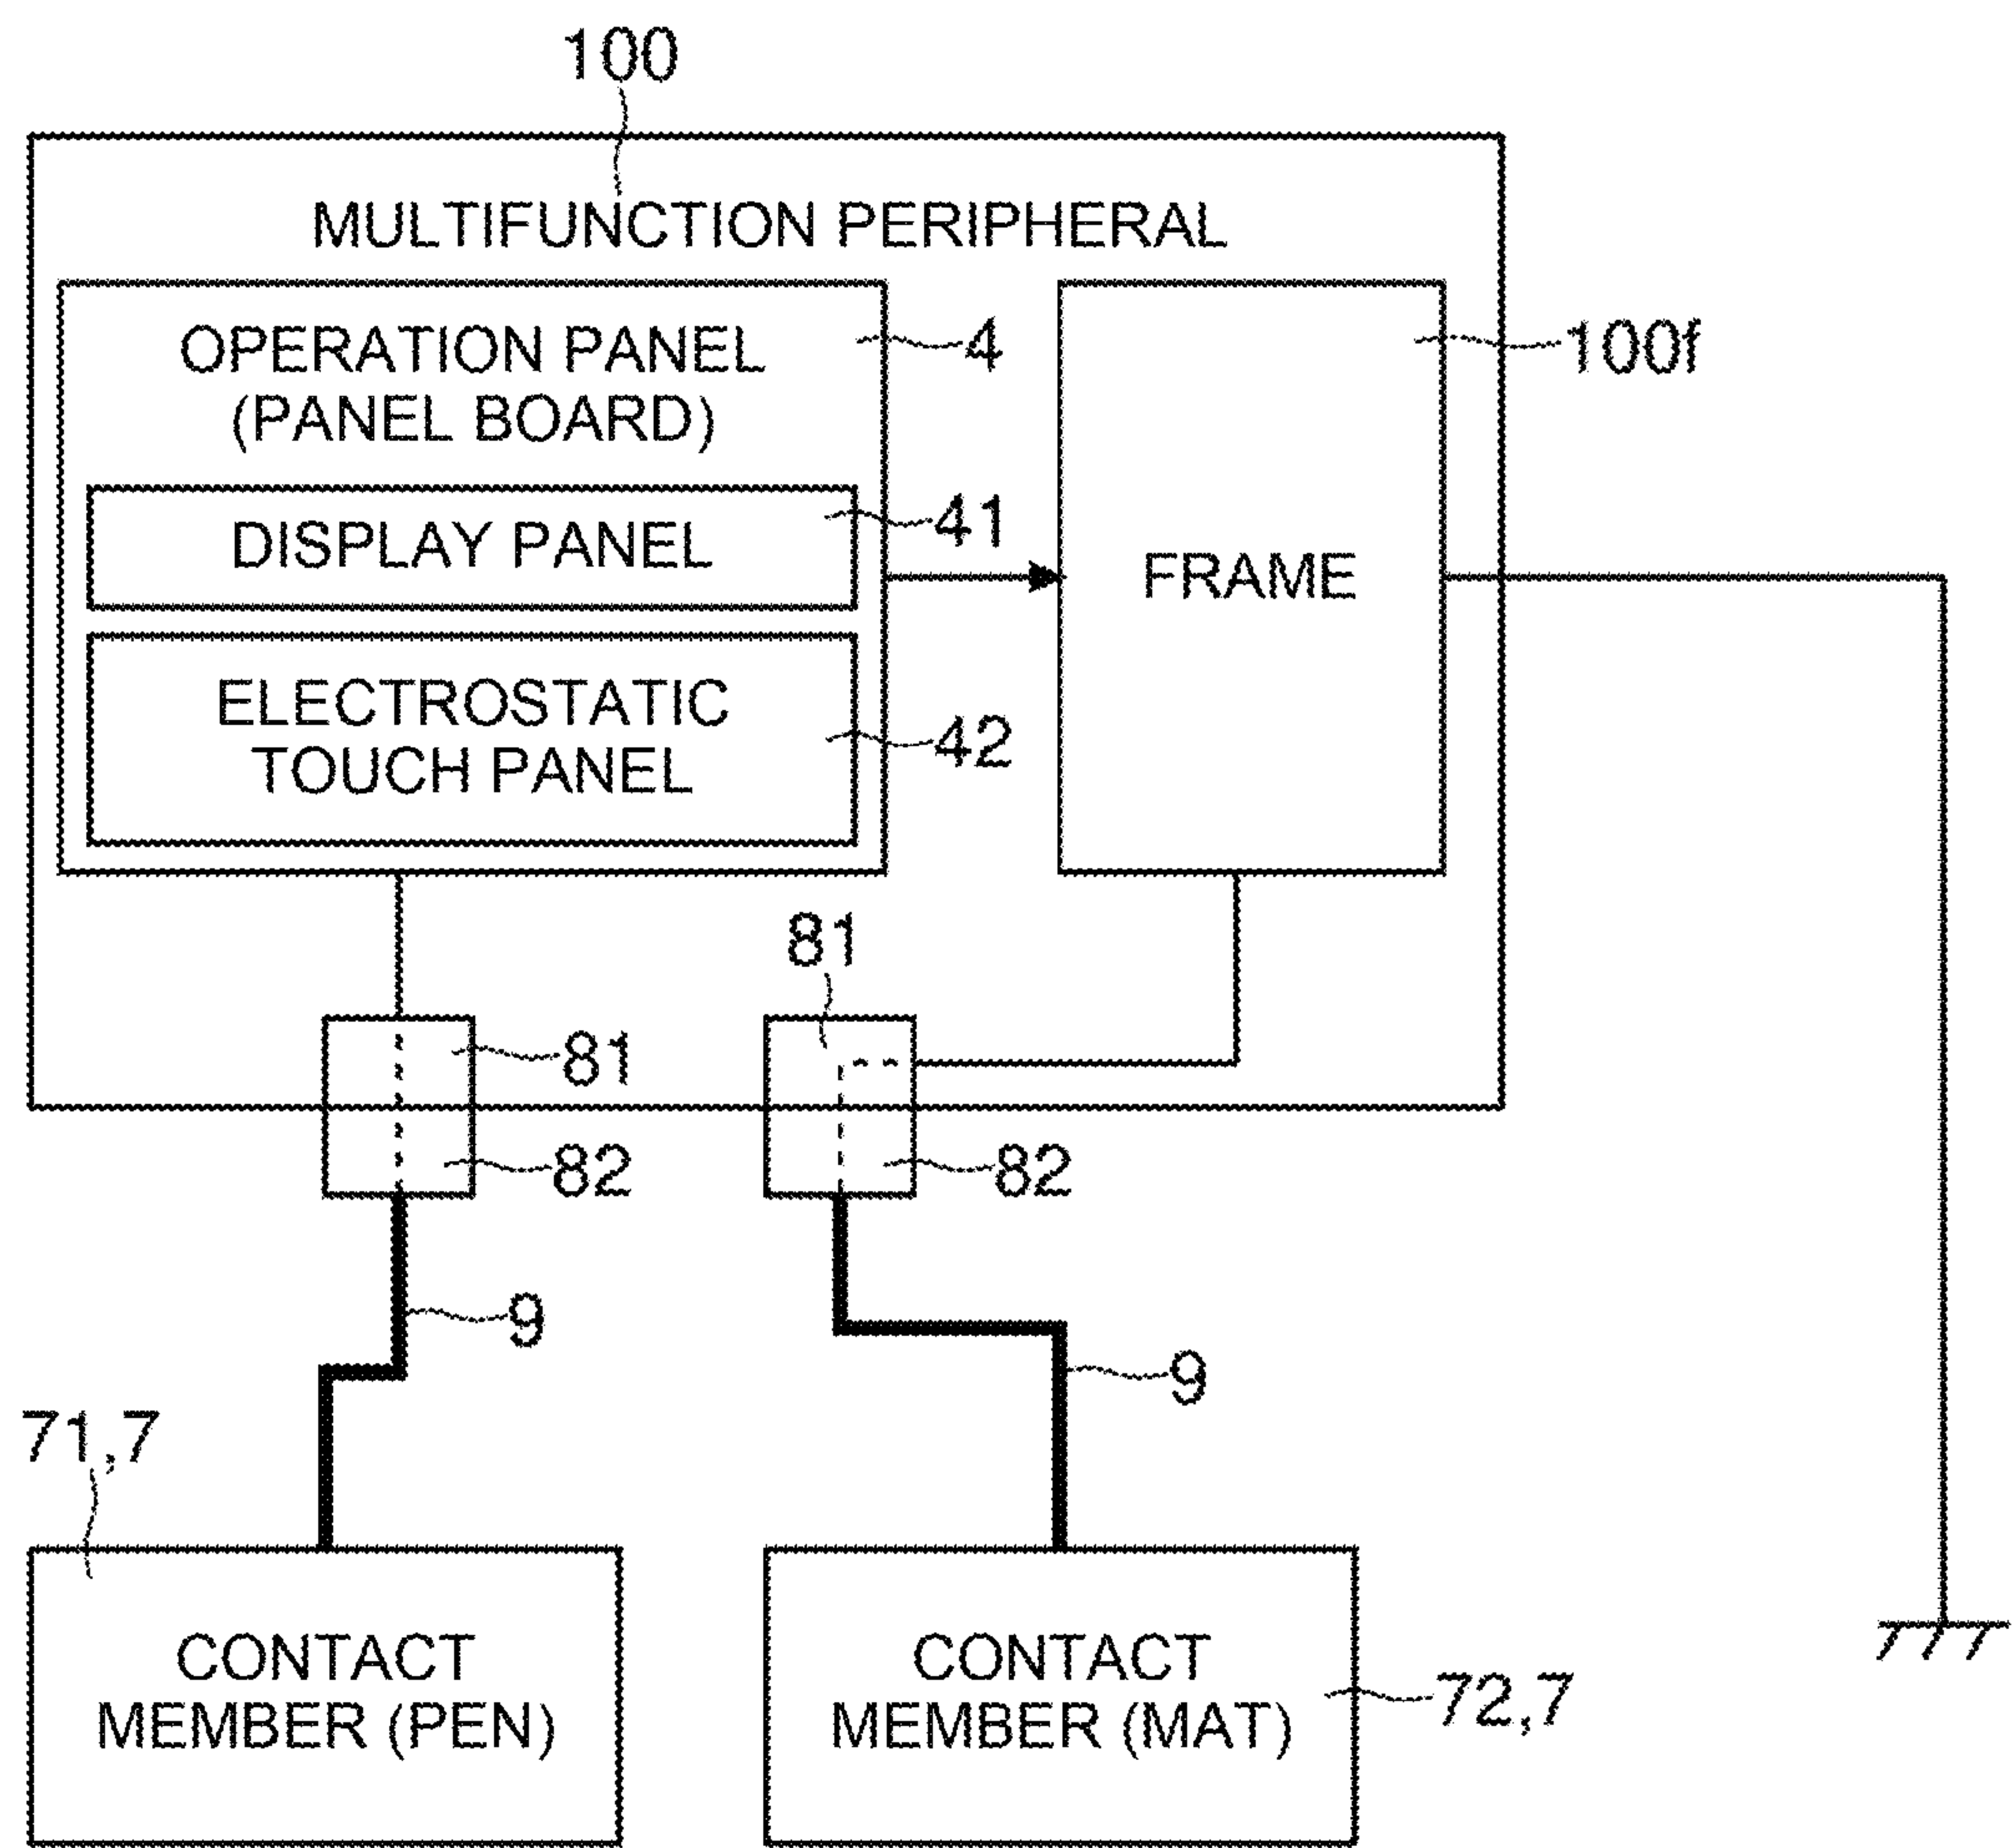 100
MULTIFUNCTION PERIPHERAL
OPERATION PANEL
(PANEL BOARD)
4
100f
DISPLAY PANEL
41
FRAME
ELECTROSTATIC
TOUCH PANEL
42
81
81
82
82
9
9
71,7
CONTACT
MEMBER (PEN)
CONTACT
MEMBER (MAT)
72,7